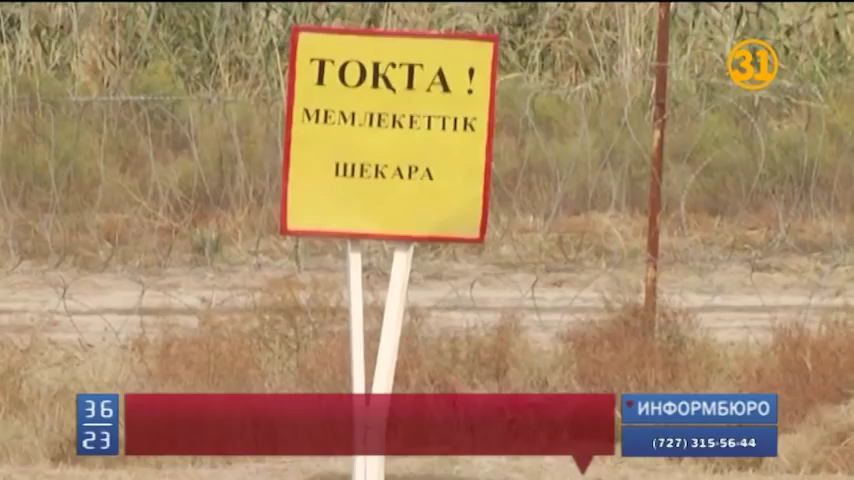 31
ТОҚТА !
МЕМЛЕКЕТТІК
ШЕКАРА
36
23
ИНФОРМБЮРО
(727) 315-56-44